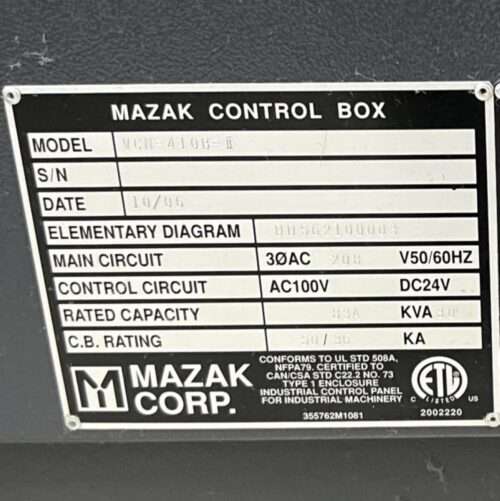 MAZAK CONTROL BOX
MODEL VCN-410B-II
S/N
DATE 10/06
ELEMENTARY DIAGRAM
MAIN CIRCUIT 3ØAC 208 V50/60HZ
CONTROL CIRCUIT AC100V DC24V
RATED CAPACITY 83A KVA 30
C.B. RATING KA
M MAZAK CORP.
CONFORMS TO UL STD 508A,
NFPA79. CERTIFIED TO
CAN/CSA STD C22.2 NO. 73
TYPE 1 ENCLOSURE
INDUSTRIAL CONTROL PANEL
FOR INDUSTRIAL MACHINERY
355762M1081
ETL
C LISTED US
2002220